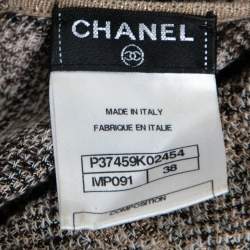 CHANEL
MADE IN ITALY
FABRIQUE EN ITALIE
P37459K02454
MP091 38
COMPOSITION